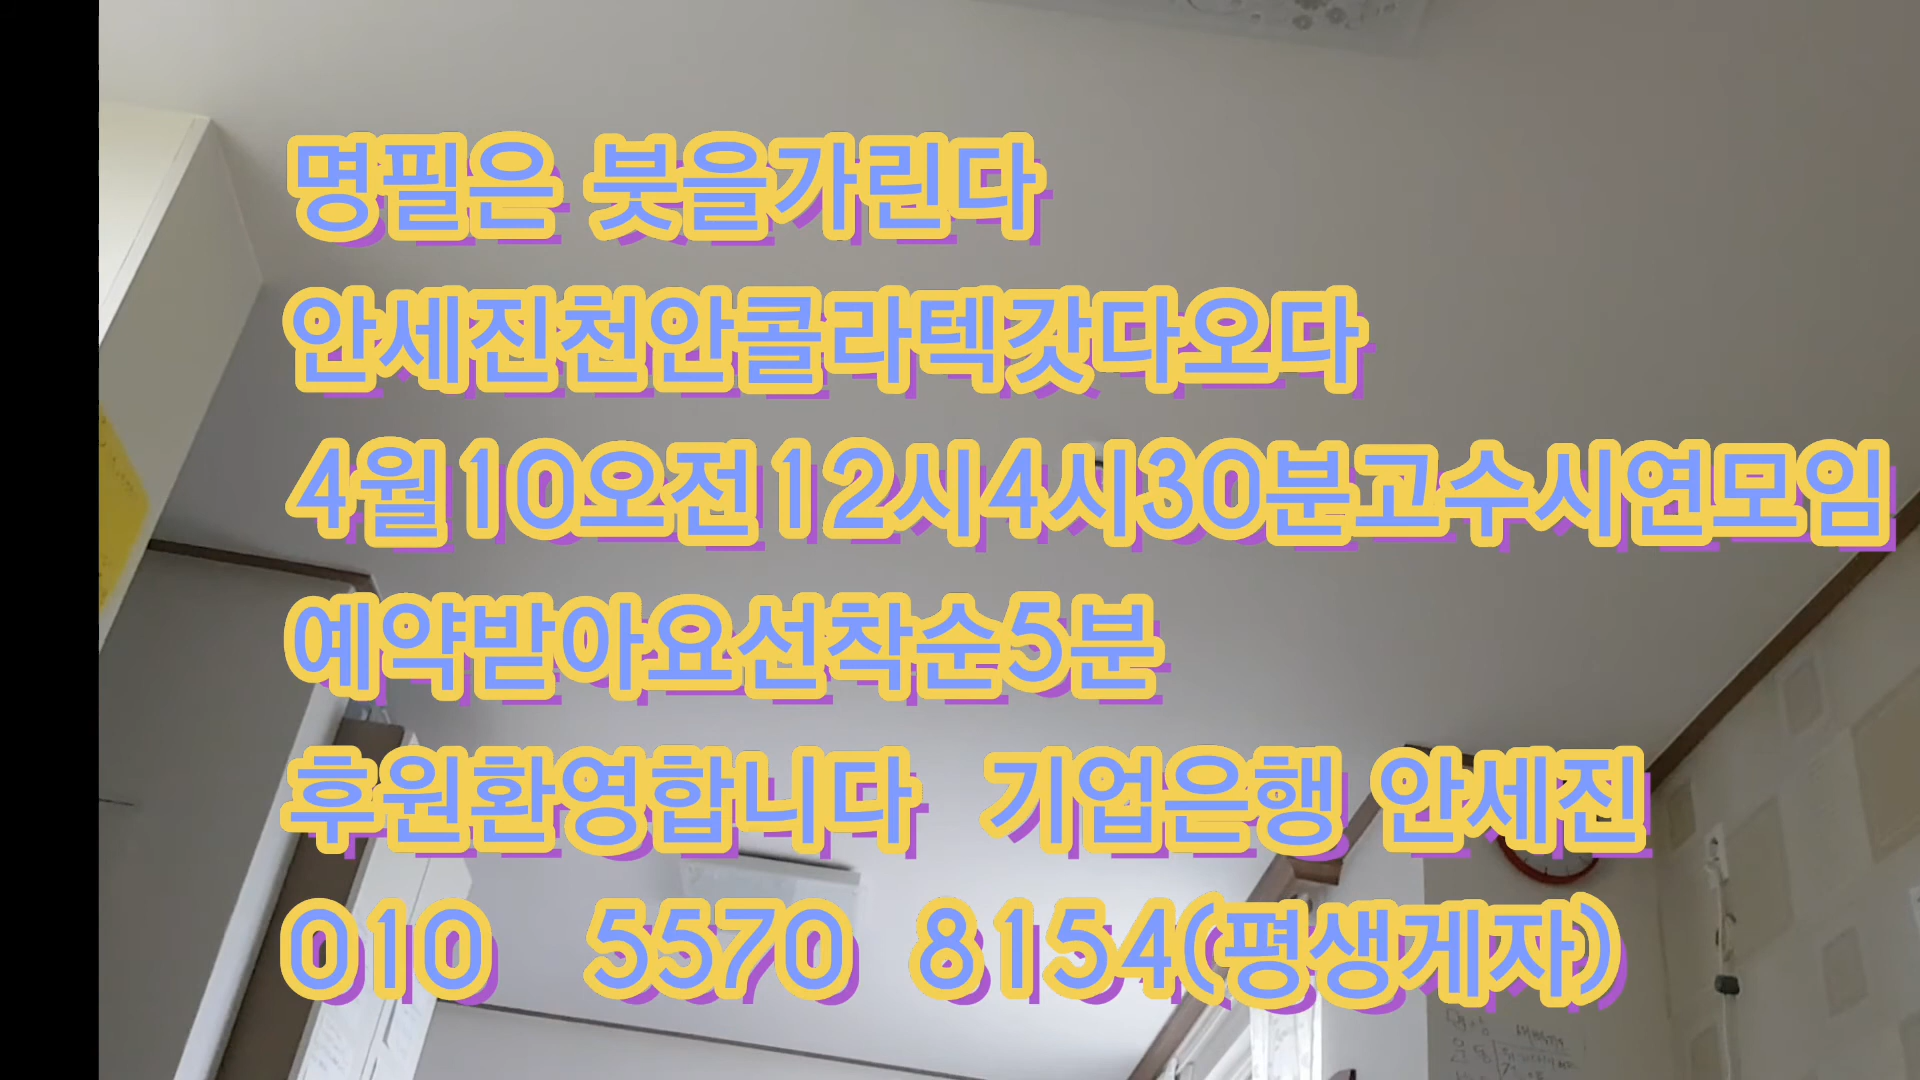 명필은 붓을가린다
안세진천안콜라텍갓다오다
4월10오전12시4시30분고수시연모임
예약받아요선착순5분
후원환영합니다 기업은행 안세진
010 5570 8154(평생게자)